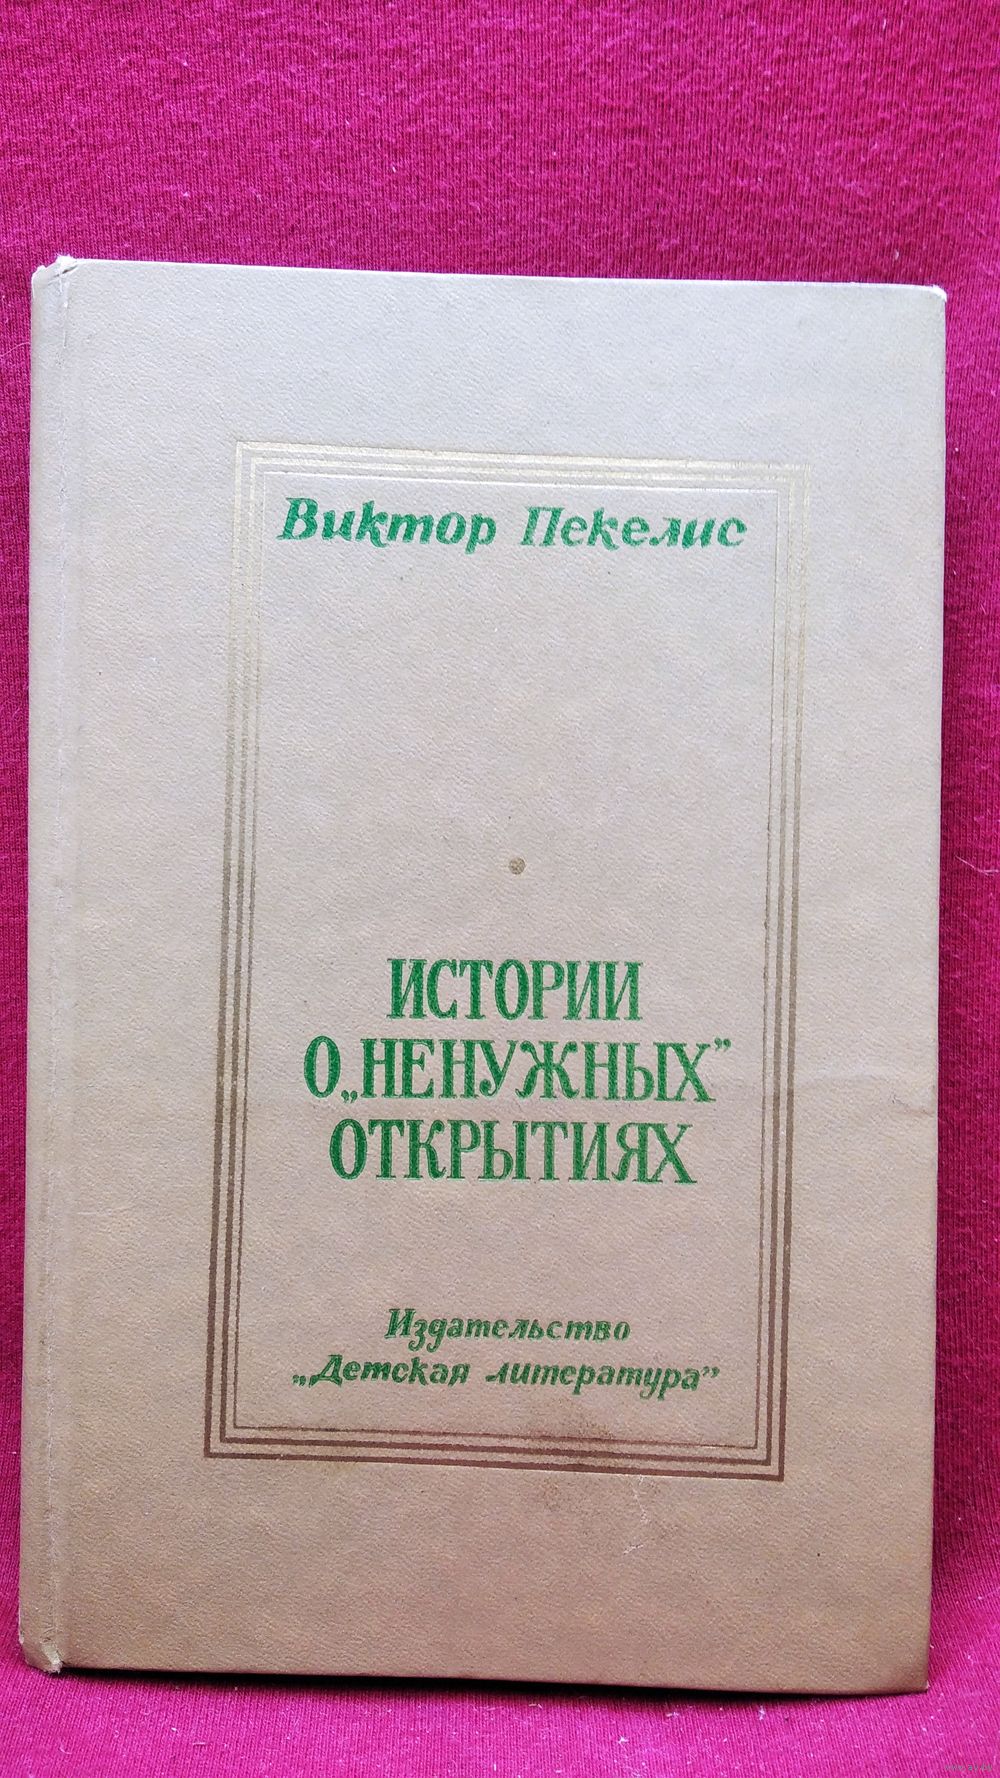 Виктор Пекелис
ИСТОРИИ
О „НЕНУЖНЫХ”
ОТКРЫТИЯХ
Издательство
„Детская литература”